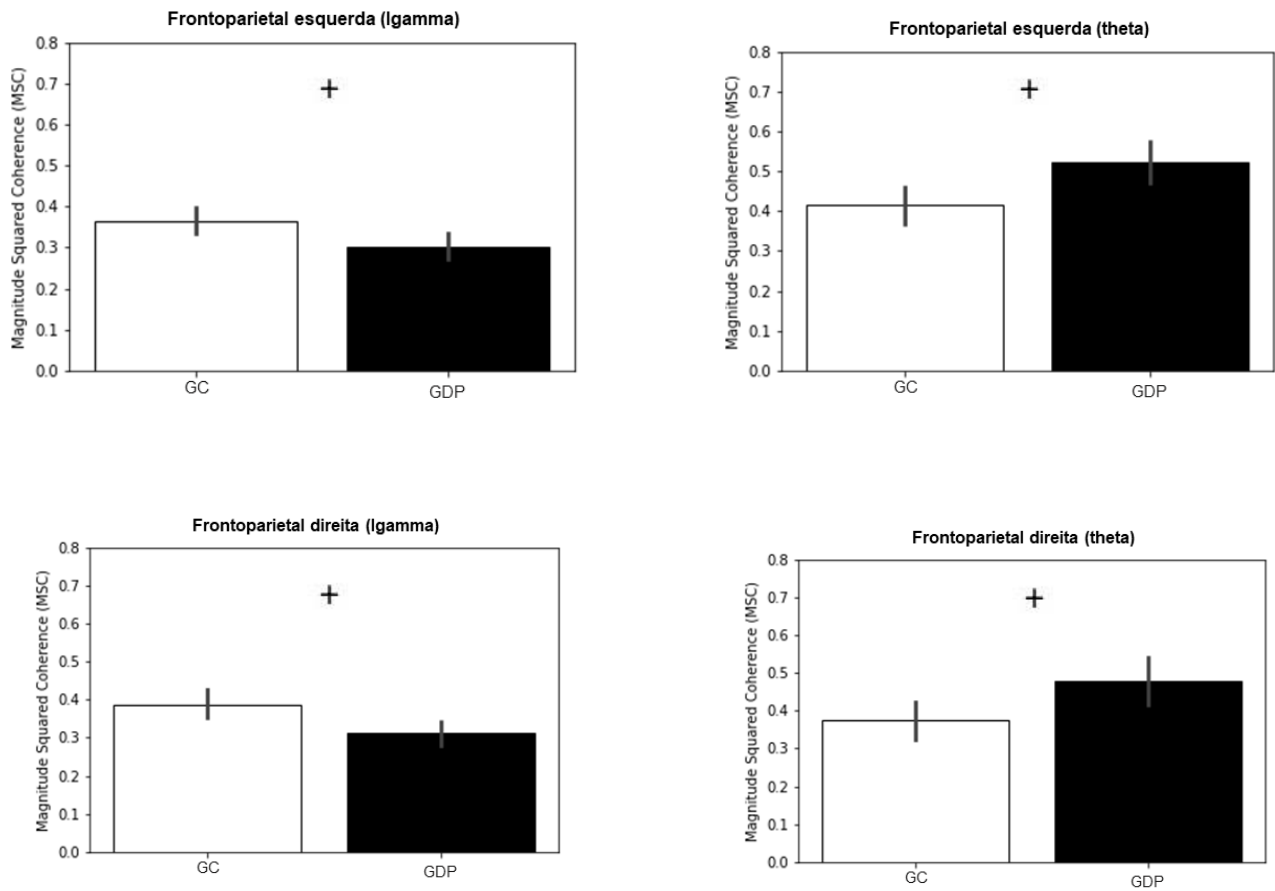 Frontoparietal esquerda (lgamma)
Magnitude Squared Coherence (MSC)
0.8
0.7
0.6
0.5
0.4
0.3
0.2
0.1
0.0
+
GC
GDP
Frontoparietal esquerda (theta)
Magnitude Squared Coherence (MSC)
0.8
0.7
0.6
0.5
0.4
0.3
0.2
0.1
0.0
+
GC
GDP
Frontoparietal direita (lgamma)
Magnitude Squared Coherence (MSC)
0.8
0.7
0.6
0.5
0.4
0.3
0.2
0.1
0.0
+
GC
GDP
Frontoparietal direita (theta)
Magnitude Squared Coherence (MSC)
0.8
0.7
0.6
0.5
0.4
0.3
0.2
0.1
0.0
+
GC
GDP